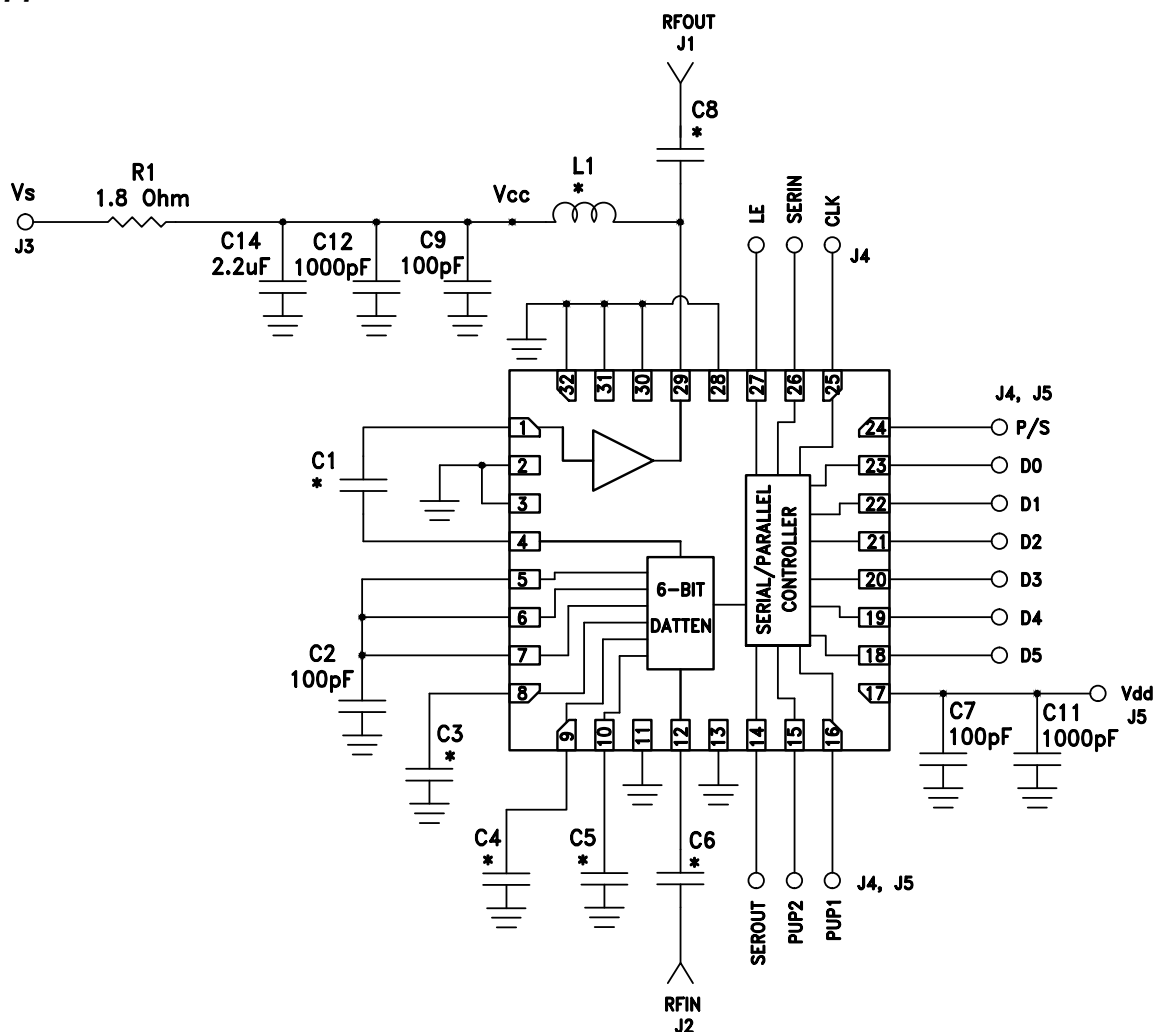 RFOUT
J1
C8
*
R1
1.8 Ohm
Vs
J3
Vcc
L1
*
C14
2.2uF
C12
1000pF
C9
100pF
LE
SERIN
CLK
J4
32
31
30
29
28
27
26
25
J4, J5
1
24
P/S
C1
*
2
23
D0
3
22
D1
4
21
D2
5
20
D3
6
19
D4
7
18
D5
8
17
Vdd
J5
SERIAL/PARALLEL
CONTROLLER
6-BIT
DATTEN
C2
100pF
C3
*
C7
100pF
C11
1000pF
9
10
11
12
13
14
15
16
C4
*
C5
*
C6
*
J4, J5
SEROUT
PUP2
PUP1
RFIN
J2